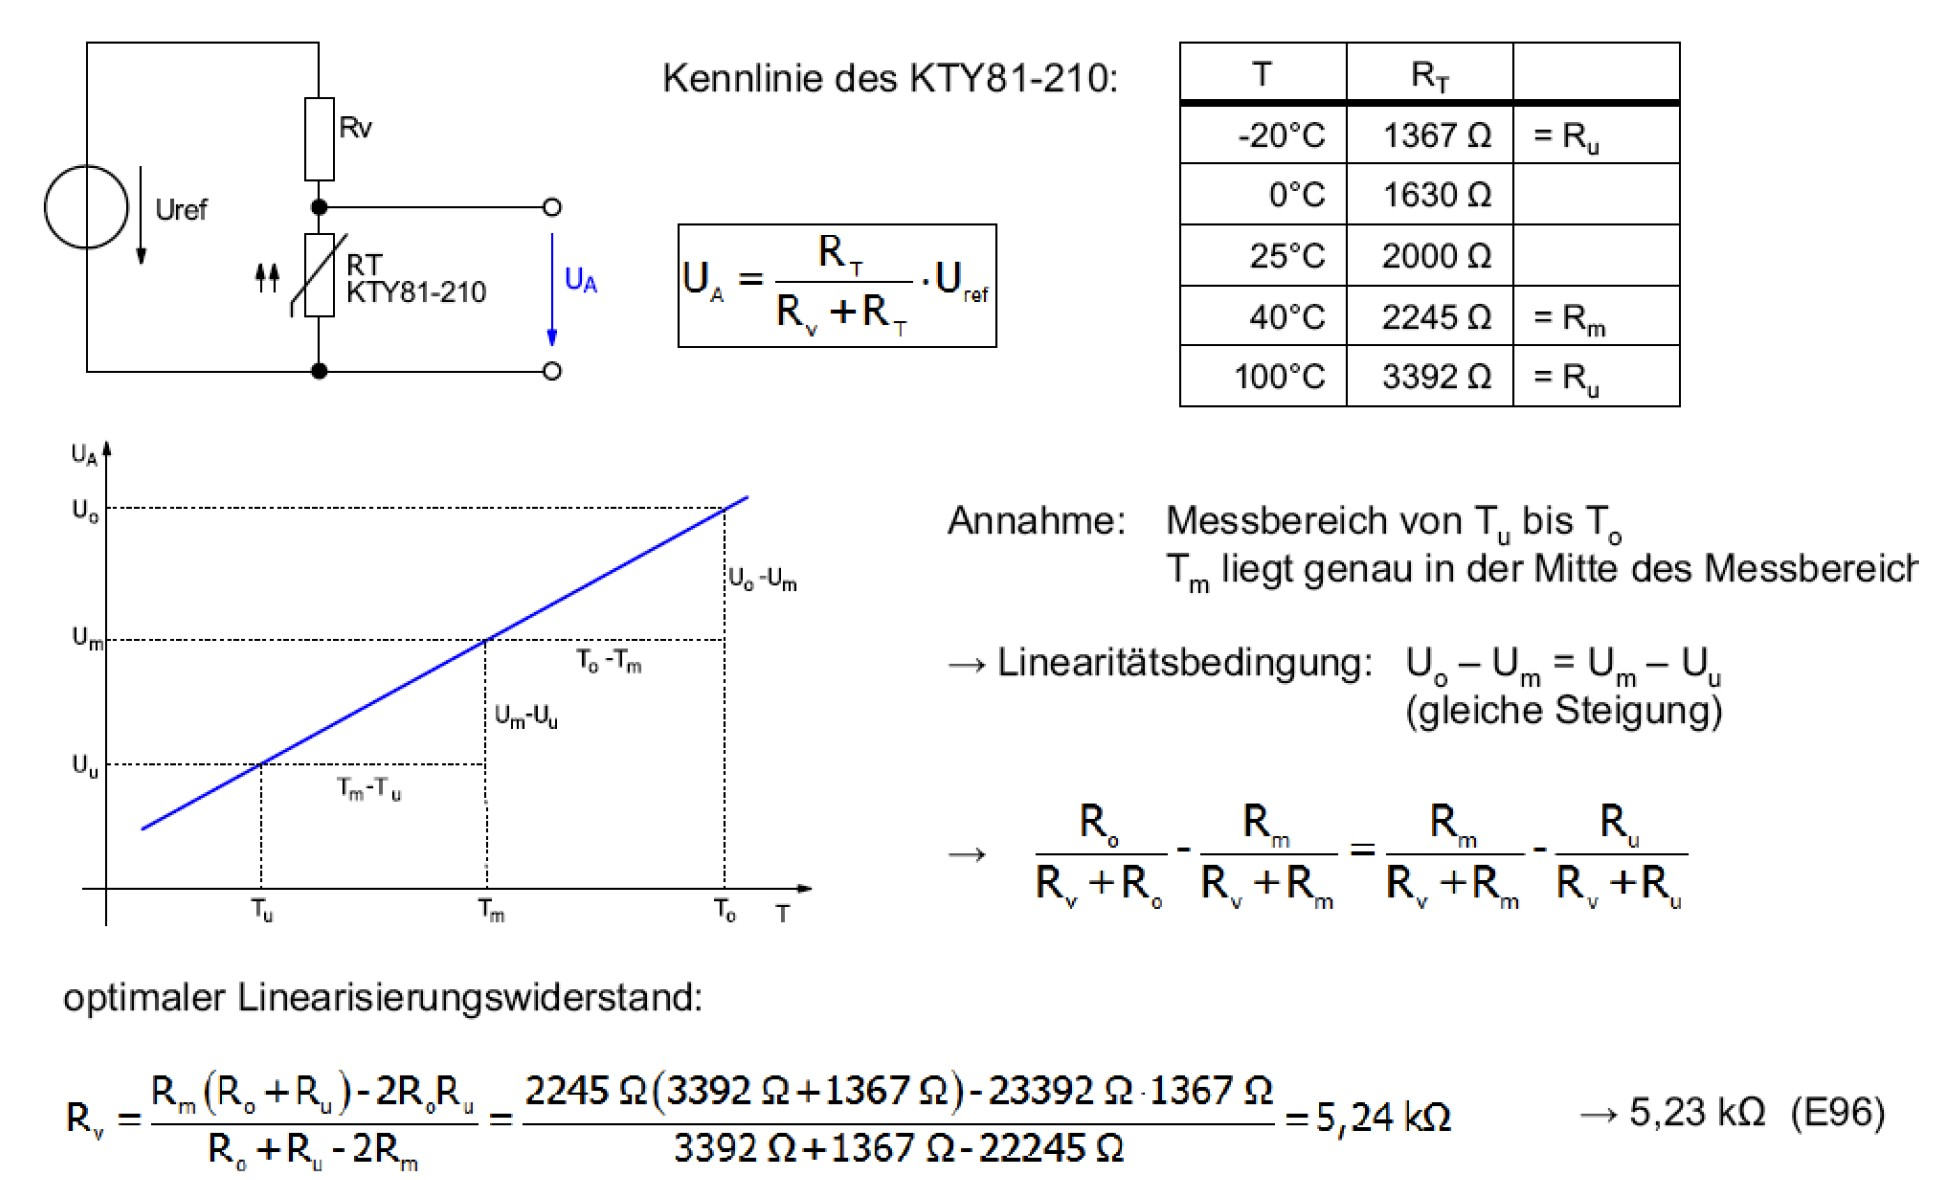 Kennlinie des KTY81-210:
T R_T
-20°C 1367 Ω = R_u
0°C 1630 Ω
25°C 2000 Ω
40°C 2245 Ω = R_m
100°C 3392 Ω = R_u
Rv
Uref
RT
KTY81-210
U_A
U_A = R_T / (R_v + R_T) · U_ref
U_A
U_o
U_o -U_m
U_m
T_o -T_m
U_m-U_u
U_u
T_m-T_u
T_u T_m T_o T
Annahme: Messbereich von T_u bis T_o
T_m liegt genau in der Mitte des Messbereich
→ Linearitätsbedingung: U_o – U_m = U_m – U_u
(gleiche Steigung)
→ R_o / (R_v + R_o) - R_m / (R_v + R_m) = R_m / (R_v + R_m) - R_u / (R_v + R_u)
optimaler Linearisierungswiderstand:
R_v = (R_m (R_o + R_u) - 2R_oR_u) / (R_o + R_u - 2R_m) = (2245 Ω(3392 Ω+1367 Ω)-23392 Ω·1367 Ω) / (3392 Ω+1367 Ω-22245 Ω) = 5,24 kΩ → 5,23 kΩ (E96)